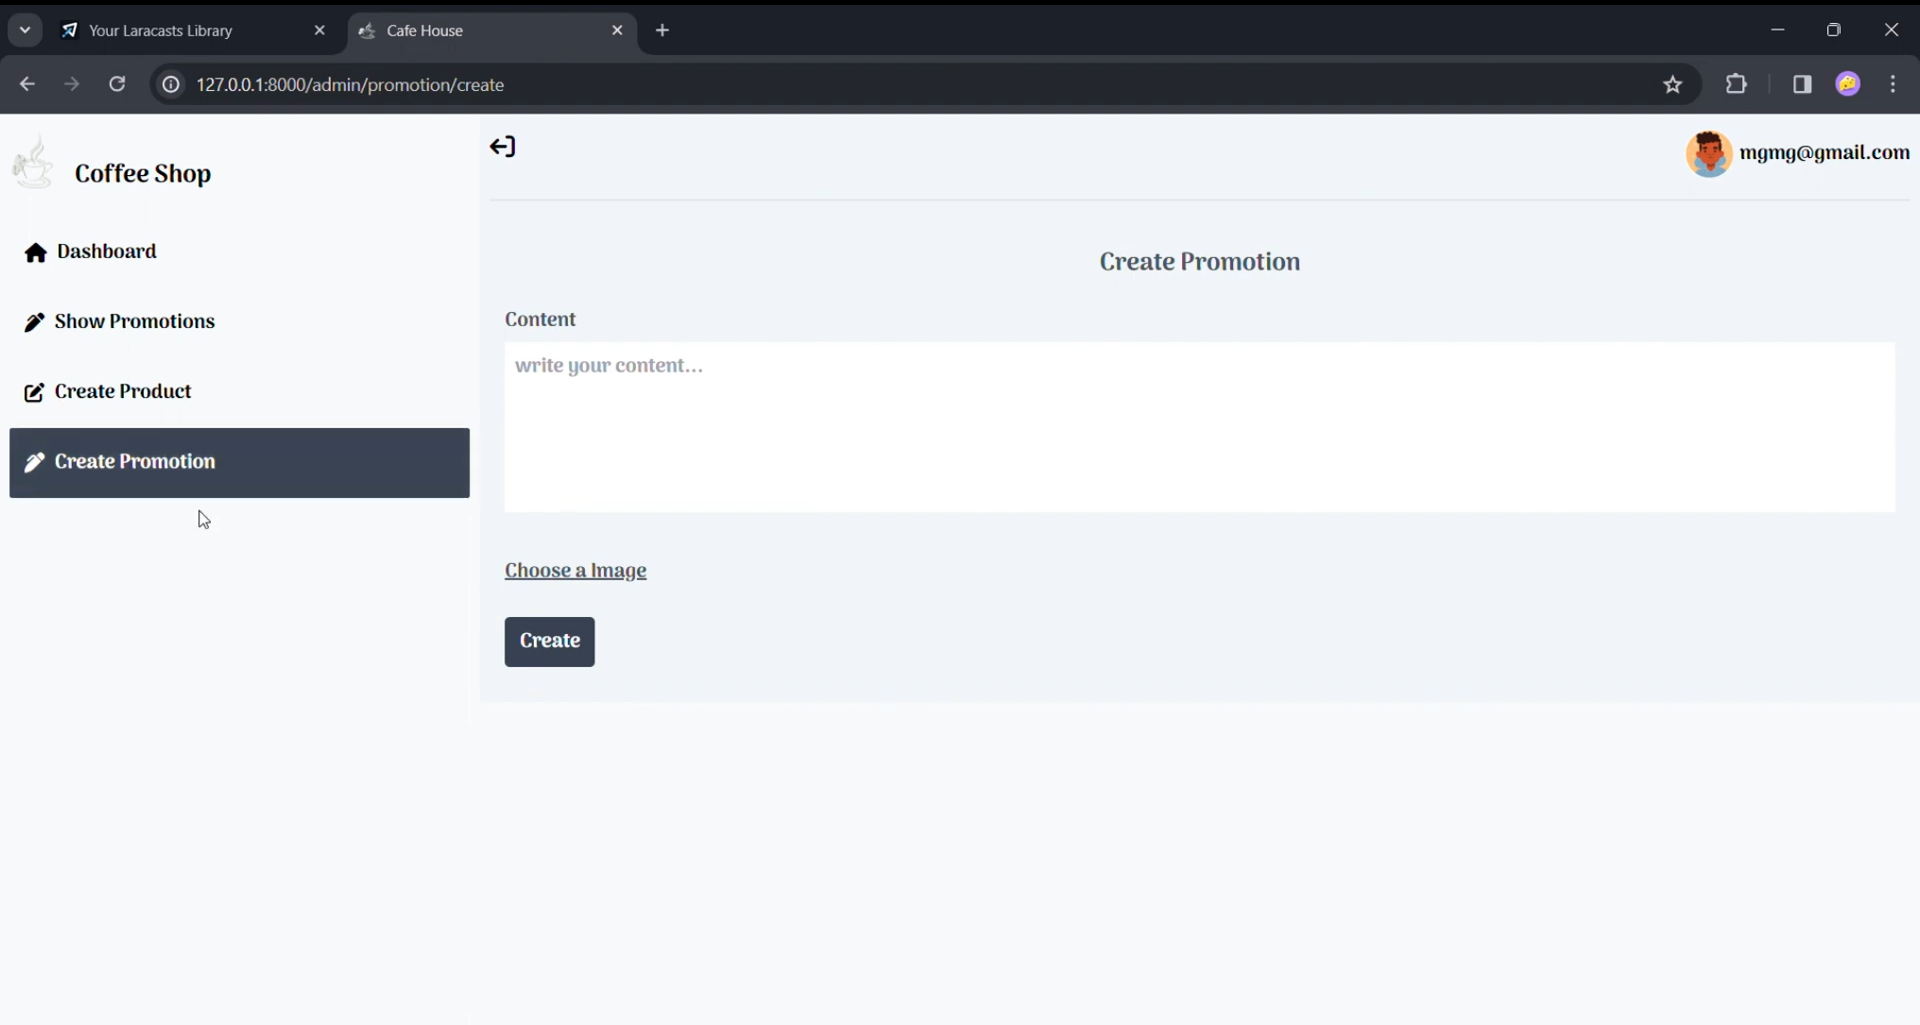 Your Laracasts Library
Cafe House
127.0.0.1:8000/admin/promotion/create
Coffee Shop
mgmg@gmail.com
Dashboard
Show Promotions
Create Product
Create Promotion
Create Promotion
Content
write your content...
Choose a Image
Create